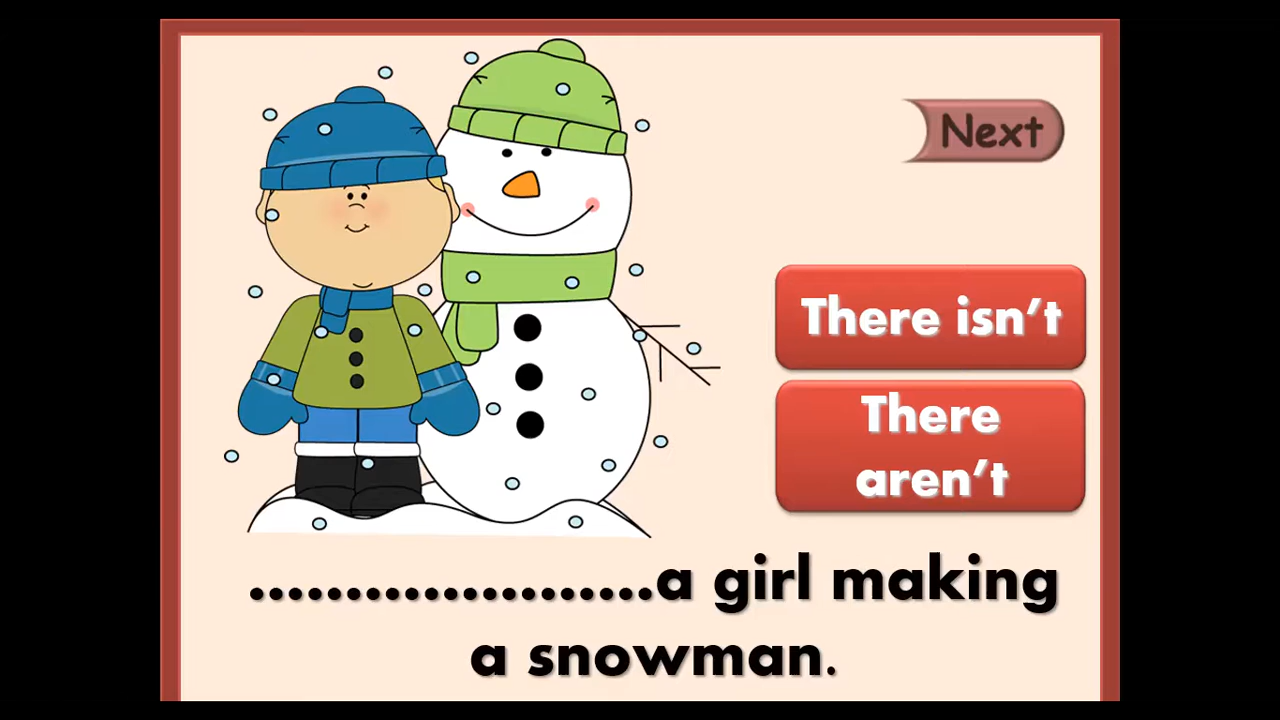 Next
There isn't
There
aren't
.....................a girl making
a snowman.